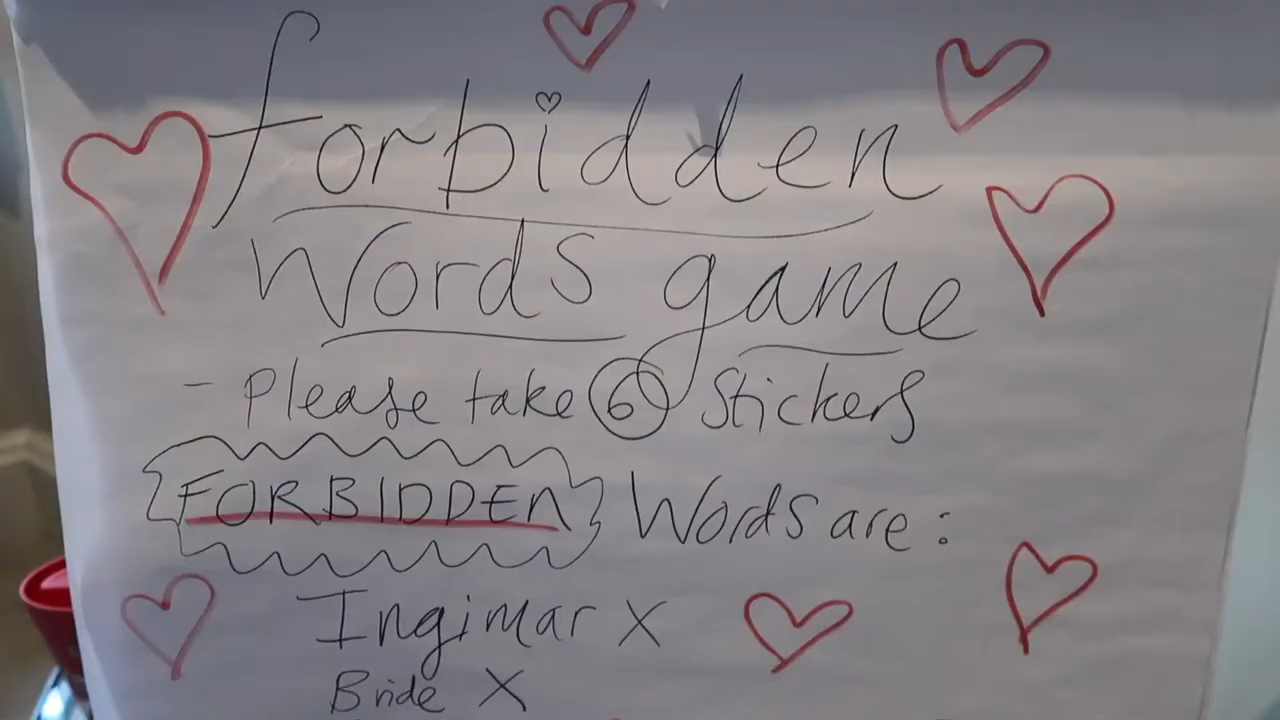 forbidden
Words game
- Please take 6 Stickers
FORBIDDEN Words are:
Ingimar X
Bride X